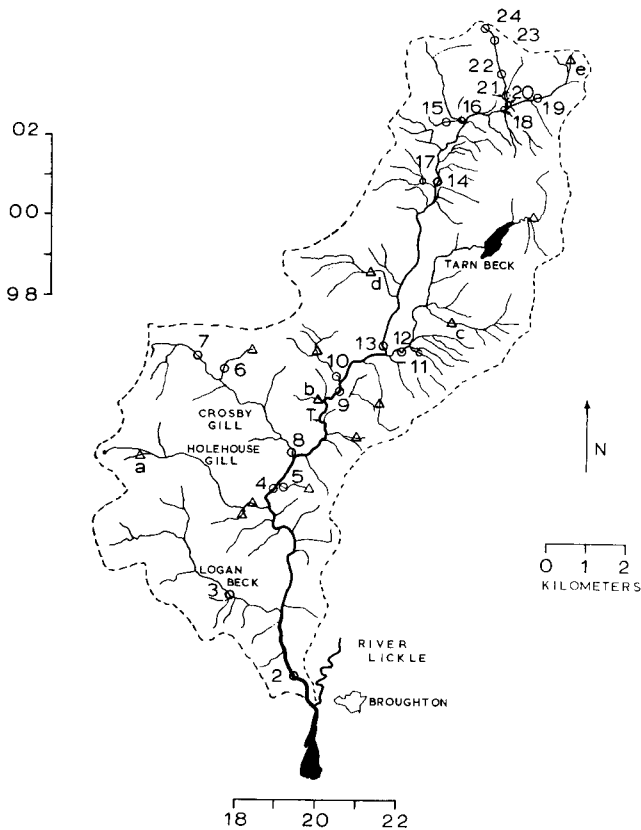 24
23
22
e
21
20
15
16
19
18
02
17
14
00
TARN BECK
98
d
c
13
12
7
10
11
6
b
9
CROSBY
GILL
T
8
HOLEHOUSE
GILL
N
a
4
5
0 1 2
KILOMETERS
LOGAN
BECK
3
RIVER
LICKLE
2
BROUGHTON
18 20 22